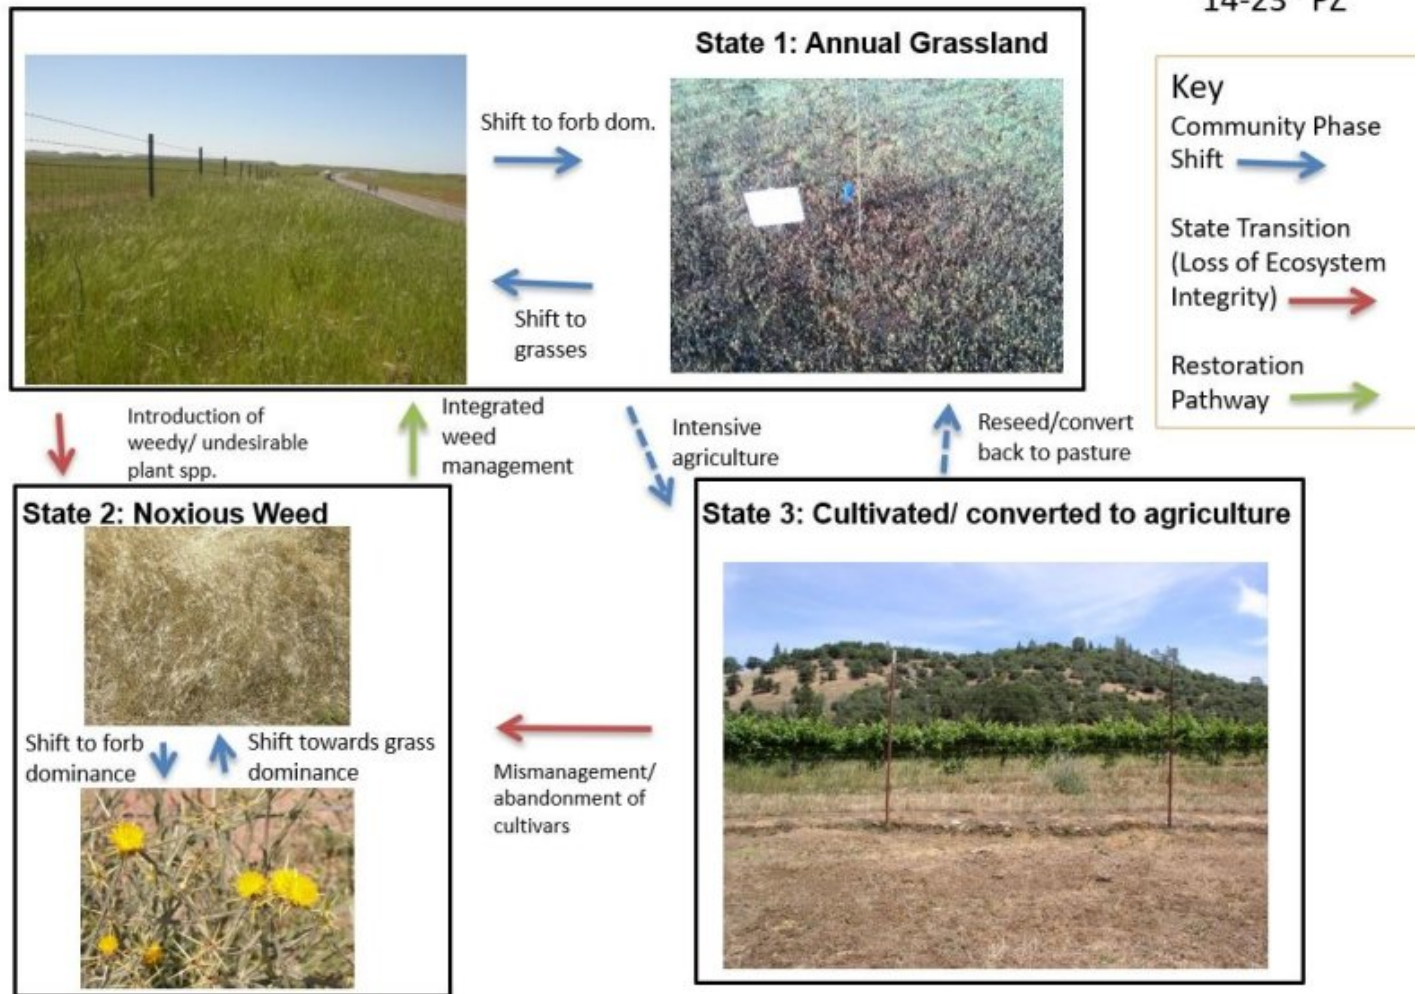 14-23" PZ
State 1: Annual Grassland
Shift to forb dom.
Shift to
grasses
Key
Community Phase
Shift
State Transition
(Loss of Ecosystem
Integrity)
Restoration
Pathway
Introduction of
weedy/ undesirable
plant spp.
Integrated
weed
management
Intensive
agriculture
Reseed/convert
back to pasture
State 2: Noxious Weed
Shift to forb
dominance
Shift towards grass
dominance
Mismanagement/
abandonment of
cultivars
State 3: Cultivated/ converted to agriculture